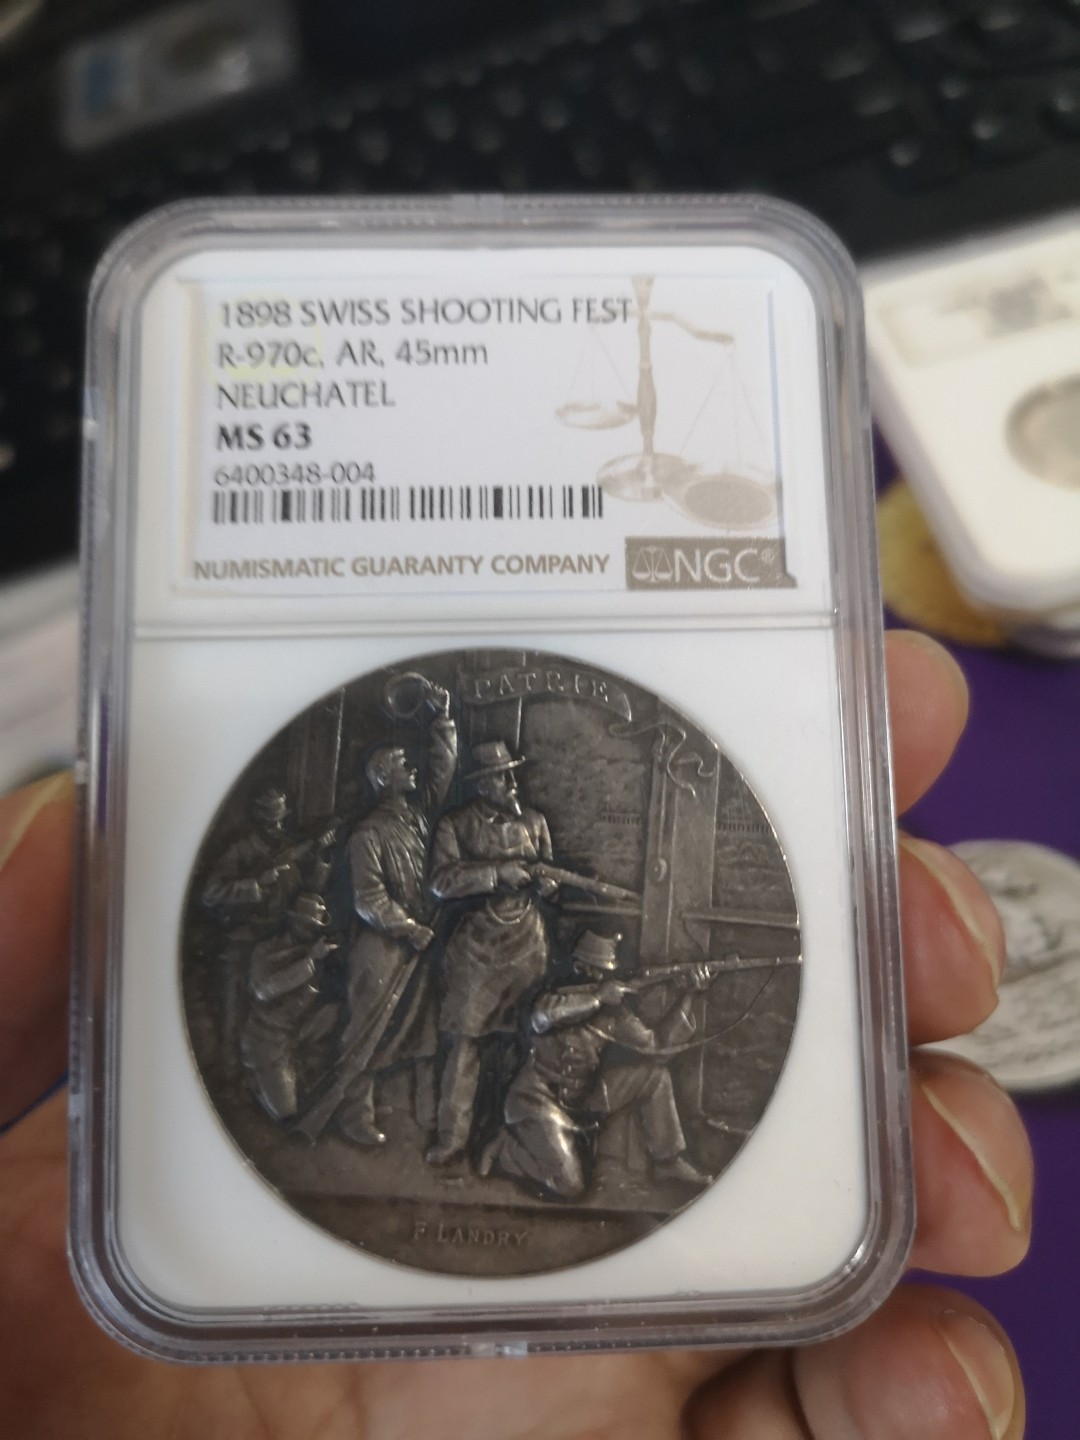 1898 SWISS SHOOTING FEST
R-970c, AR, 45mm
NEUCHATEL
MS 63
6400348-004
NUMISMATIC GUARANTY COMPANY NGC®
PATRIE
F LANDRY